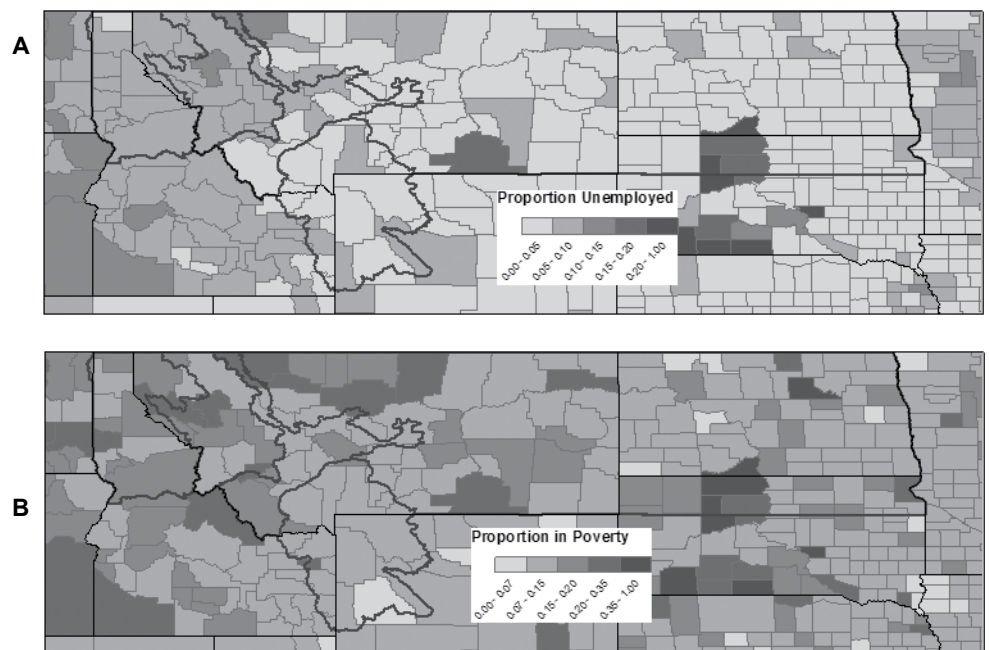 A
Proportion Unemployed
0.00 - 0.05
0.05 - 0.10
0.10 - 0.15
0.15 - 0.20
0.20 - 1.00
B
Proportion in Poverty
0.00 - 0.07
0.07 - 0.15
0.15 - 0.20
0.20 - 0.35
0.35 - 1.00